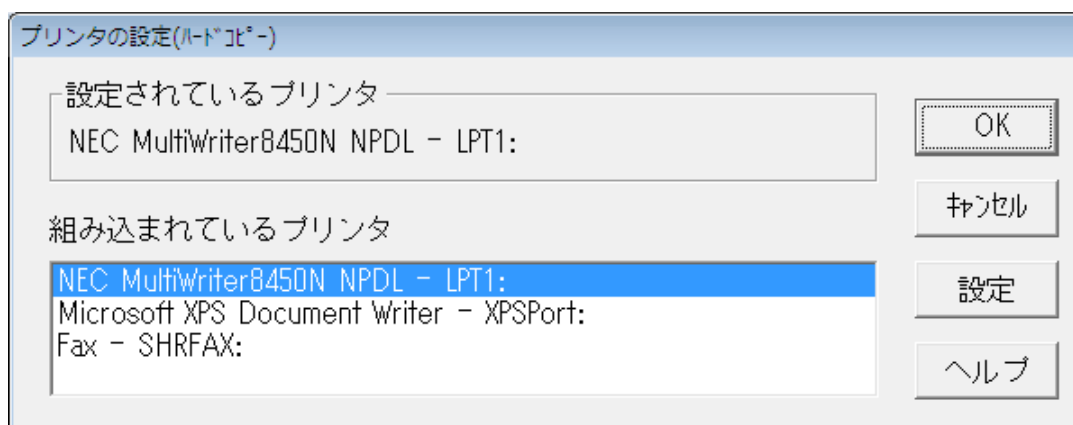 プリンタの設定(ﾊｰﾄﾞｺﾋﾟｰ)
設定されているプリンタ
NEC MultiWriter8450N NPDL - LPT1:
OK
ｷｬﾝｾﾙ
組み込まれているプリンタ
NEC MultiWriter8450N NPDL - LPT1:
Microsoft XPS Document Writer - XPSPort:
Fax - SHRFAX:
設定
ヘルプ